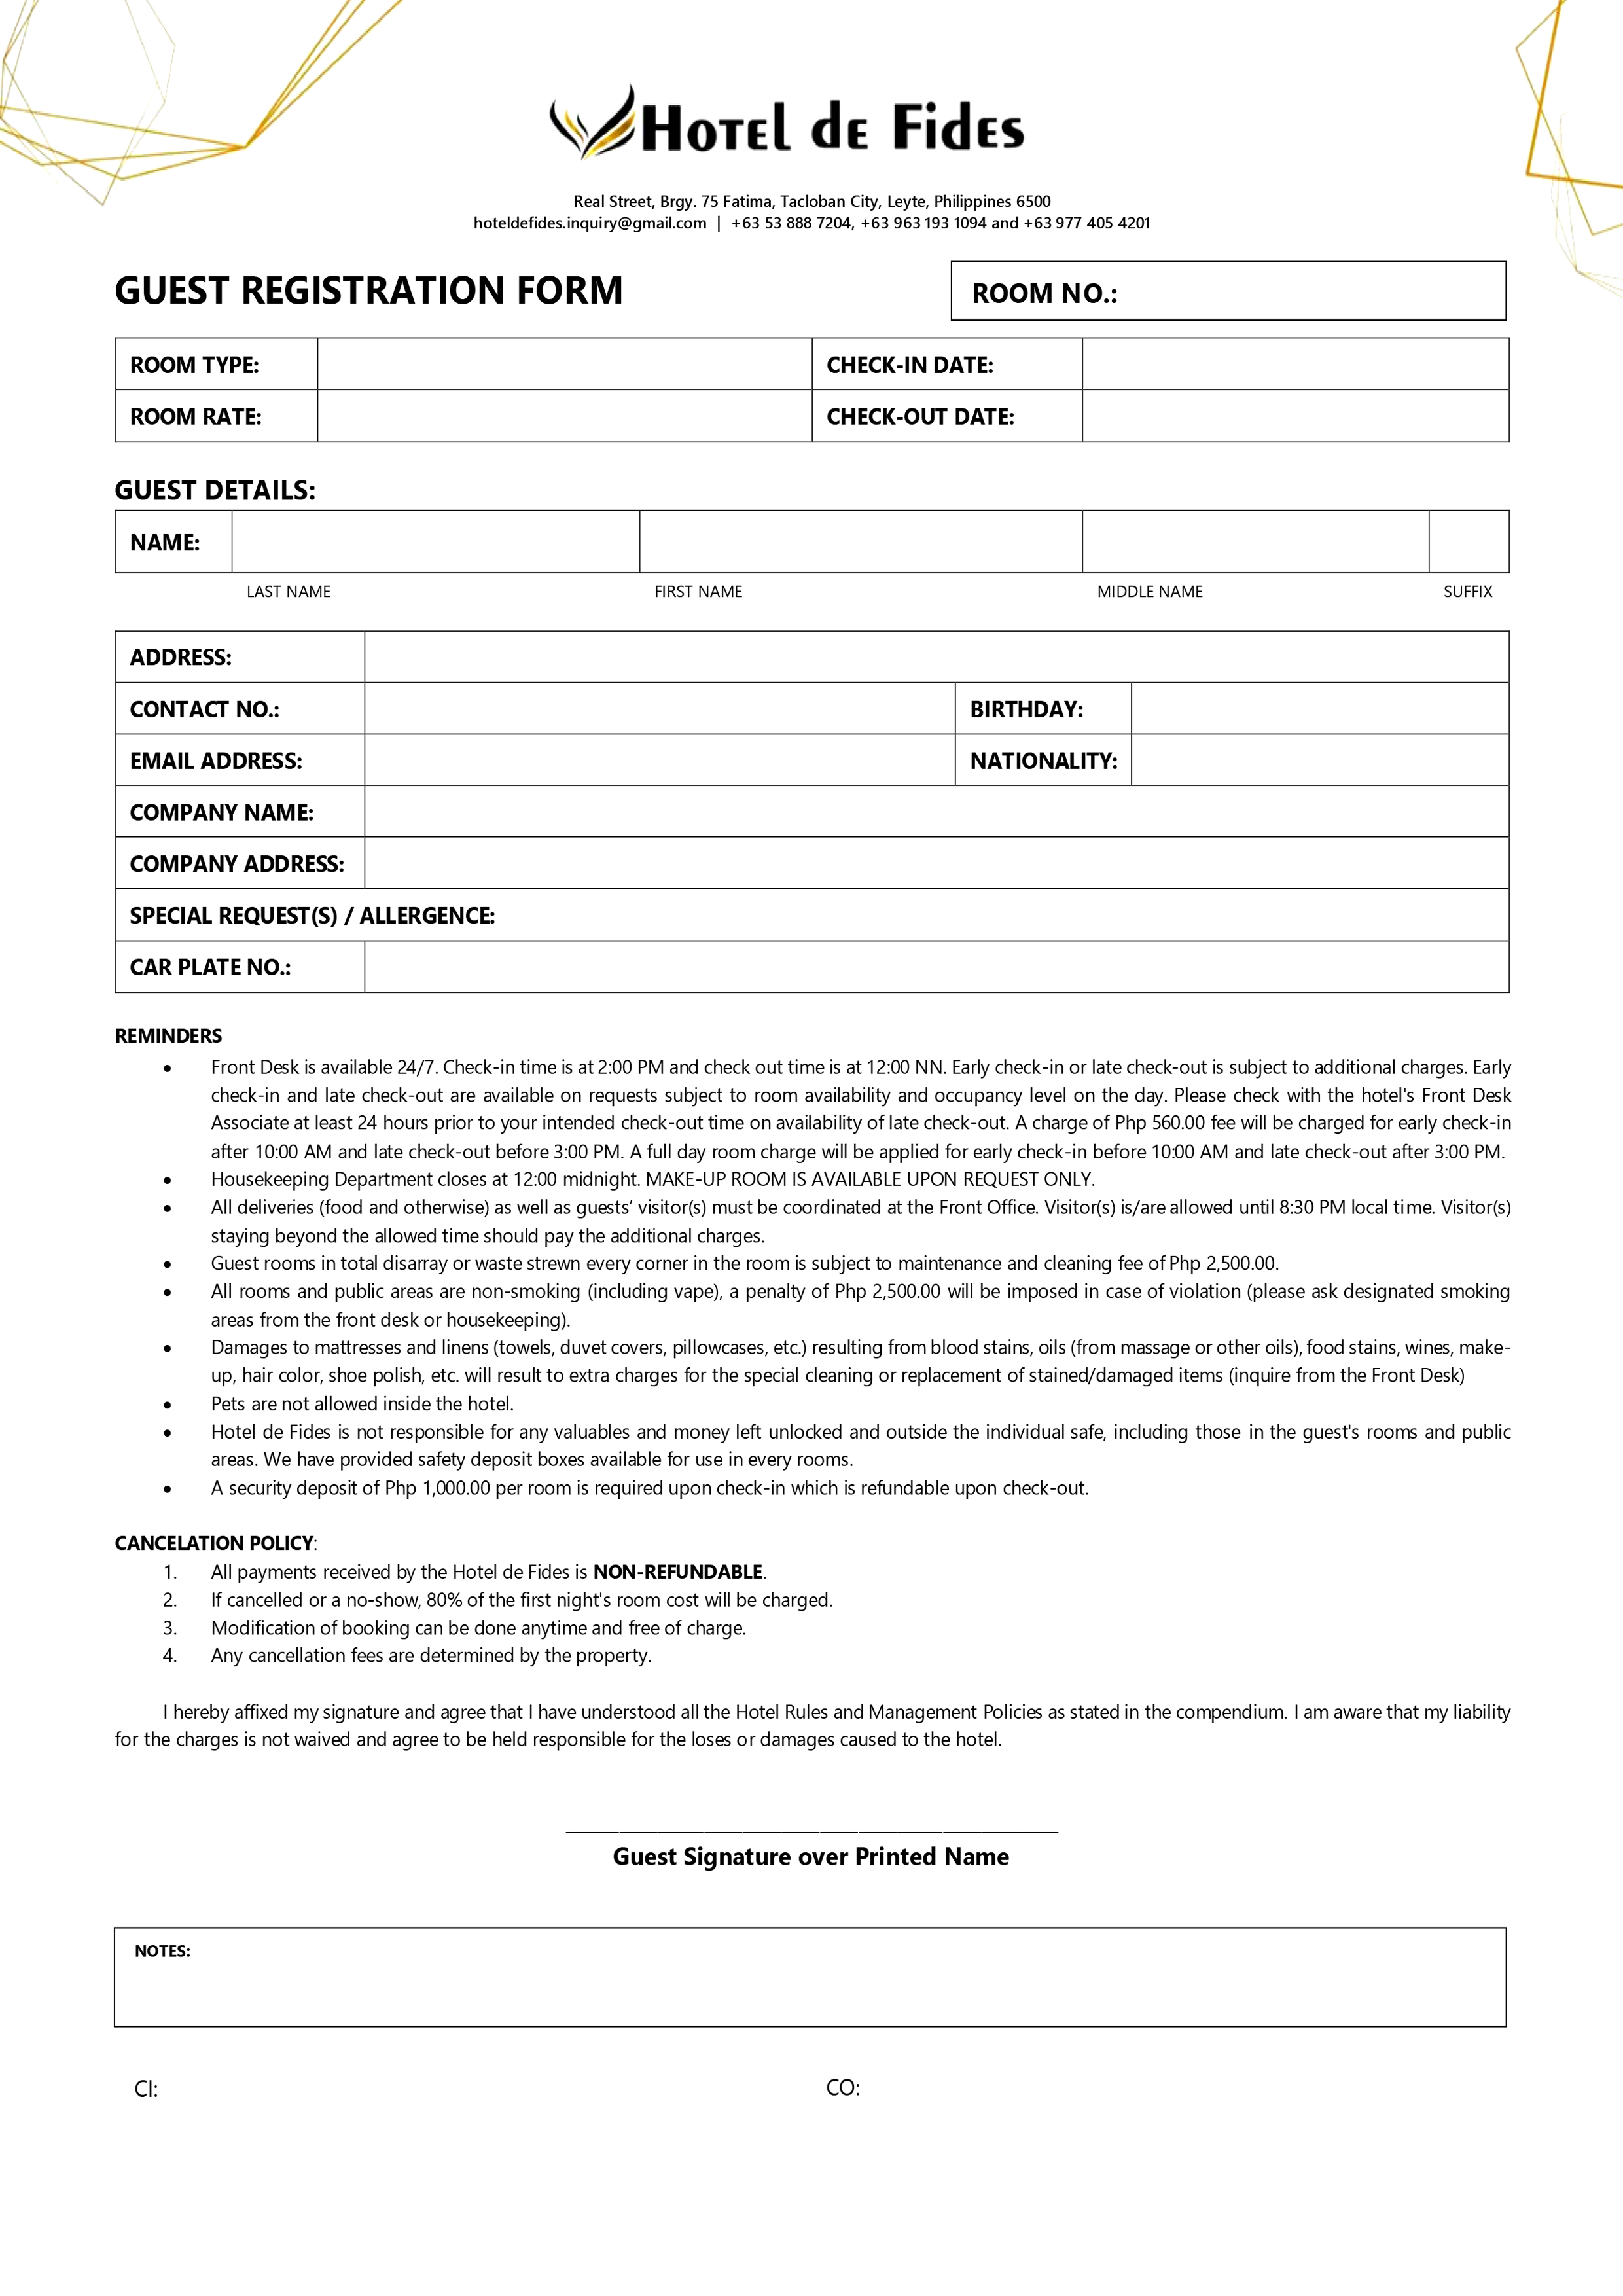 Hotel de Fides
Real Street, Brgy. 75 Fatima, Tacloban City, Leyte, Philippines 6500
hoteldefides.inquiry@gmail.com | +63 53 888 7204, +63 963 193 1094 and +63 977 405 4201
GUEST REGISTRATION FORM
ROOM NO.:
ROOM TYPE:
CHECK-IN DATE:
ROOM RATE:
CHECK-OUT DATE:
GUEST DETAILS:
NAME:
LAST NAME
FIRST NAME
MIDDLE NAME
SUFFIX
ADDRESS:
CONTACT NO.:
BIRTHDAY:
EMAIL ADDRESS:
NATIONALITY:
COMPANY NAME:
COMPANY ADDRESS:
SPECIAL REQUEST(S) / ALLERGENCE:
CAR PLATE NO.:
REMINDERS
• Front Desk is available 24/7. Check-in time is at 2:00 PM and check out time is at 12:00 NN. Early check-in or late check-out is subject to additional charges. Early
check-in and late check-out are available on requests subject to room availability and occupancy level on the day. Please check with the hotel's Front Desk
Associate at least 24 hours prior to your intended check-out time on availability of late check-out. A charge of Php 560.00 fee will be charged for early check-in
after 10:00 AM and late check-out before 3:00 PM. A full day room charge will be applied for early check-in before 10:00 AM and late check-out after 3:00 PM.
• Housekeeping Department closes at 12:00 midnight. MAKE-UP ROOM IS AVAILABLE UPON REQUEST ONLY.
• All deliveries (food and otherwise) as well as guests’ visitor(s) must be coordinated at the Front Office. Visitor(s) is/are allowed until 8:30 PM local time. Visitor(s)
staying beyond the allowed time should pay the additional charges.
• Guest rooms in total disarray or waste strewn every corner in the room is subject to maintenance and cleaning fee of Php 2,500.00.
• All rooms and public areas are non-smoking (including vape), a penalty of Php 2,500.00 will be imposed in case of violation (please ask designated smoking
areas from the front desk or housekeeping).
• Damages to mattresses and linens (towels, duvet covers, pillowcases, etc.) resulting from blood stains, oils (from massage or other oils), food stains, wines, make-
up, hair color, shoe polish, etc. will result to extra charges for the special cleaning or replacement of stained/damaged items (inquire from the Front Desk)
• Pets are not allowed inside the hotel.
• Hotel de Fides is not responsible for any valuables and money left unlocked and outside the individual safe, including those in the guest's rooms and public
areas. We have provided safety deposit boxes available for use in every rooms.
• A security deposit of Php 1,000.00 per room is required upon check-in which is refundable upon check-out.
CANCELATION POLICY:
1. All payments received by the Hotel de Fides is NON-REFUNDABLE.
2. If cancelled or a no-show, 80% of the first night's room cost will be charged.
3. Modification of booking can be done anytime and free of charge.
4. Any cancellation fees are determined by the property.
I hereby affixed my signature and agree that I have understood all the Hotel Rules and Management Policies as stated in the compendium. I am aware that my liability
for the charges is not waived and agree to be held responsible for the loses or damages caused to the hotel.
Guest Signature over Printed Name
NOTES:
CI:
CO: